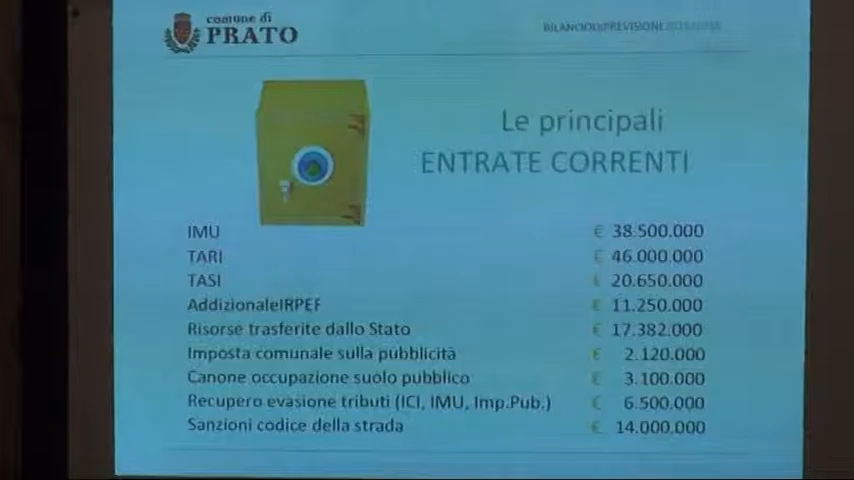 comune di
PRATO
BILANCIO DI PREVISIONE
Le principali
ENTRATE CORRENTI
IMU € 38.500.000
TARI € 46.000.000
TASI € 20.650.000
AddizionaleIRPEF € 11.250.000
Risorse trasferite dallo Stato € 17.382.000
Imposta comunale sulla pubblicità € 2.120.000
Canone occupazione suolo pubblico € 3.100.000
Recupero evasione tributi (ICI, IMU, Imp.Pub.) € 6.500.000
Sanzioni codice della strada € 14.000.000